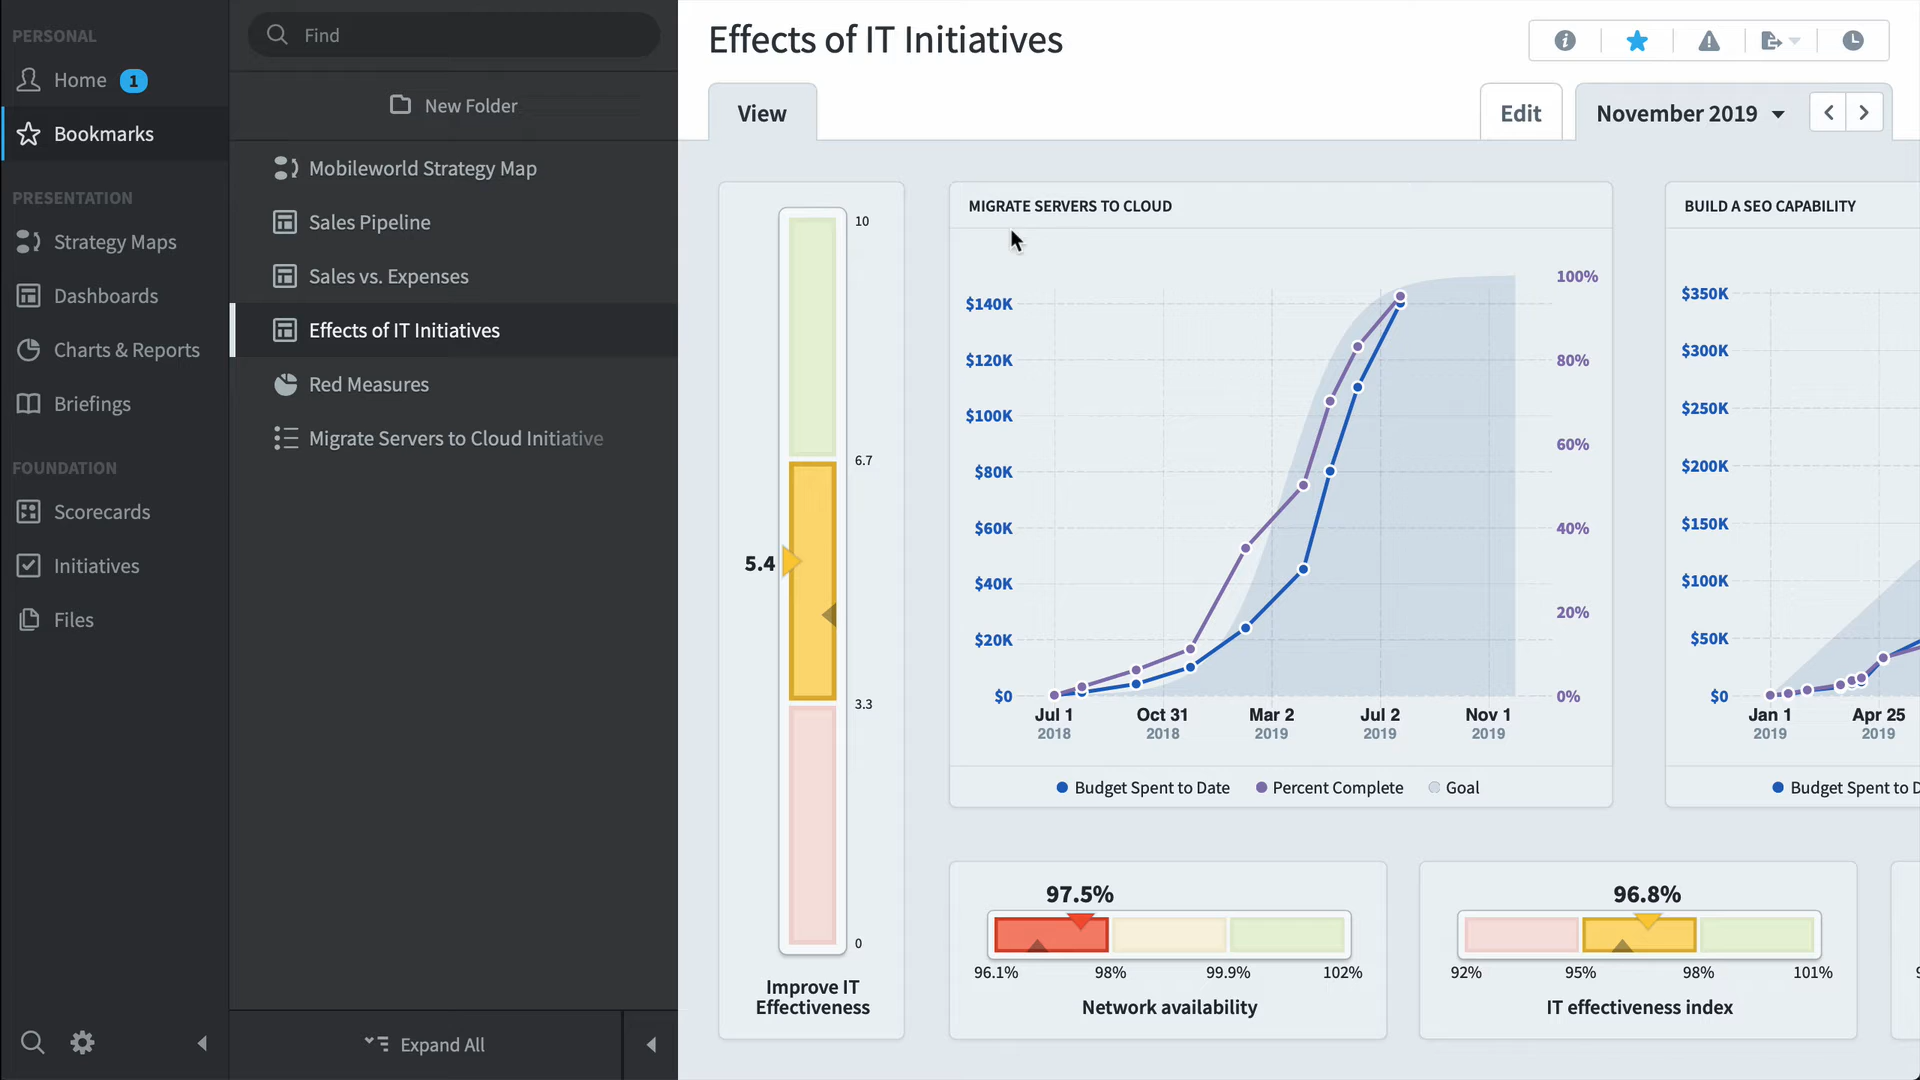 PERSONAL
Home 1
Bookmarks
PRESENTATION
Strategy Maps
Dashboards
Charts & Reports
Briefings
FOUNDATION
Scorecards
Initiatives
Files
Find
New Folder
Mobileworld Strategy Map
Sales Pipeline
Sales vs. Expenses
Effects of IT Initiatives
Red Measures
Migrate Servers to Cloud Initiative
Expand All
Effects of IT Initiatives
View
Edit
November 2019
10
6.7
5.4
3.3
0
Improve IT
Effectiveness
MIGRATE SERVERS TO CLOUD
$140K
$120K
$100K
$80K
$60K
$40K
$20K
$0
100%
80%
60%
40%
20%
0%
Jul 1 Oct 31 Mar 2 Jul 2 Nov 1
2018 2018 2019 2019 2019
Budget Spent to Date Percent Complete Goal
BUILD A SEO CAPABILITY
$350K
$300K
$250K
$200K
$150K
$100K
$50K
$0
Jan 1 Apr 25
2019 2019
Budget Spent to D
97.5%
96.1% 98% 99.9% 102%
Network availability
96.8%
92% 95% 98% 101%
IT effectiveness index